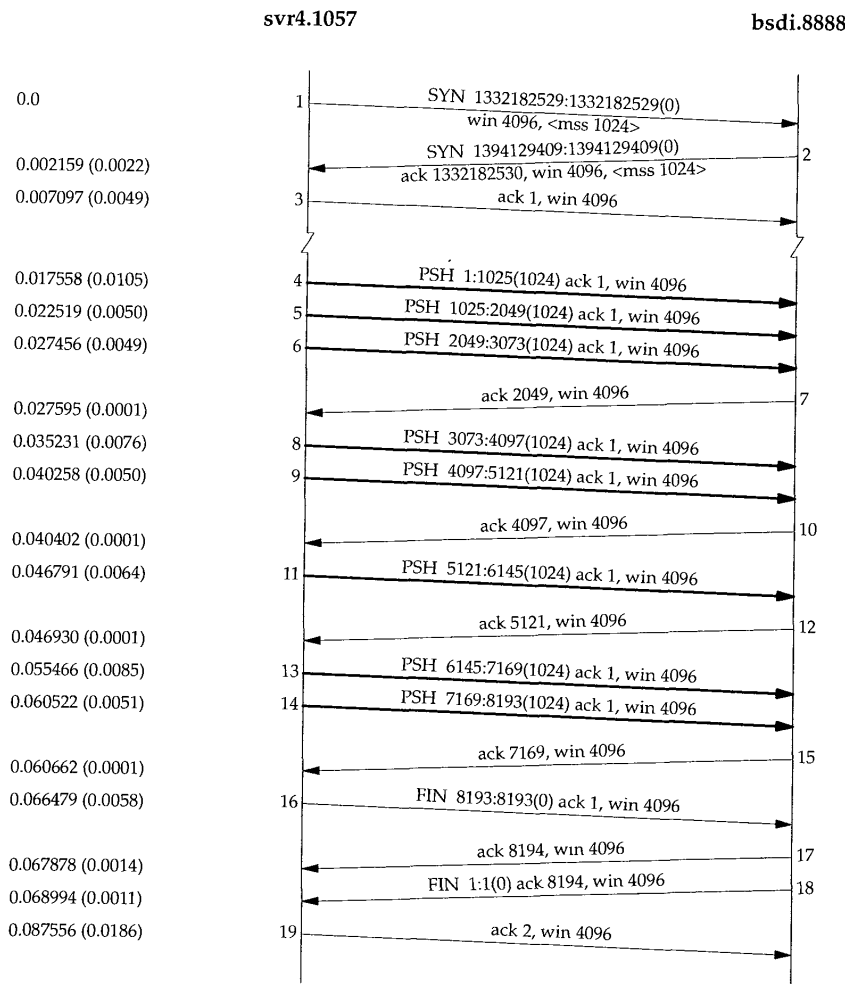 svr4.1057 bsdi.8888
0.0 1 SYN 1332182529:1332182529(0)
win 4096, <mss 1024>
SYN 1394129409:1394129409(0) 2
0.002159 (0.0022) ack 1332182530, win 4096, <mss 1024>
0.007097 (0.0049) 3 ack 1, win 4096
0.017558 (0.0105) 4 PSH 1:1025(1024) ack 1, win 4096
0.022519 (0.0050) 5 PSH 1025:2049(1024) ack 1, win 4096
0.027456 (0.0049) 6 PSH 2049:3073(1024) ack 1, win 4096
ack 2049, win 4096 7
0.027595 (0.0001)
0.035231 (0.0076) 8 PSH 3073:4097(1024) ack 1, win 4096
0.040258 (0.0050) 9 PSH 4097:5121(1024) ack 1, win 4096
ack 4097, win 4096 10
0.040402 (0.0001)
0.046791 (0.0064) 11 PSH 5121:6145(1024) ack 1, win 4096
ack 5121, win 4096 12
0.046930 (0.0001)
0.055466 (0.0085) 13 PSH 6145:7169(1024) ack 1, win 4096
0.060522 (0.0051) 14 PSH 7169:8193(1024) ack 1, win 4096
ack 7169, win 4096 15
0.060662 (0.0001)
0.066479 (0.0058) 16 FIN 8193:8193(0) ack 1, win 4096
ack 8194, win 4096 17
0.067878 (0.0014)
FIN 1:1(0) ack 8194, win 4096 18
0.068994 (0.0011)
0.087556 (0.0186) 19 ack 2, win 4096